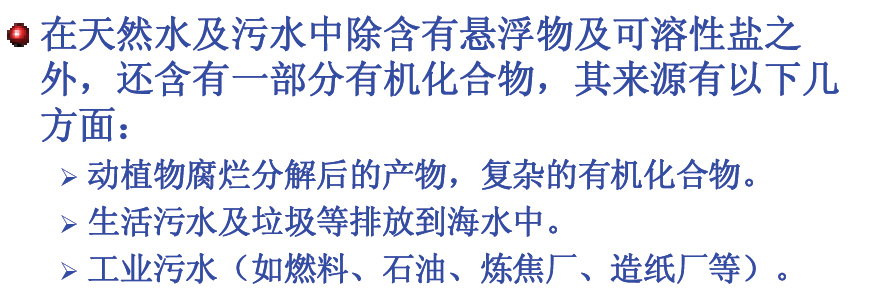 在天然水及污水中除含有悬浮物及可溶性盐之
外，还含有一部分有机化合物，其来源有以下几
方面：
动植物腐烂分解后的产物，复杂的有机化合物。
生活污水及垃圾等排放到海水中。
工业污水（如燃料、石油、炼焦厂、造纸厂等）。